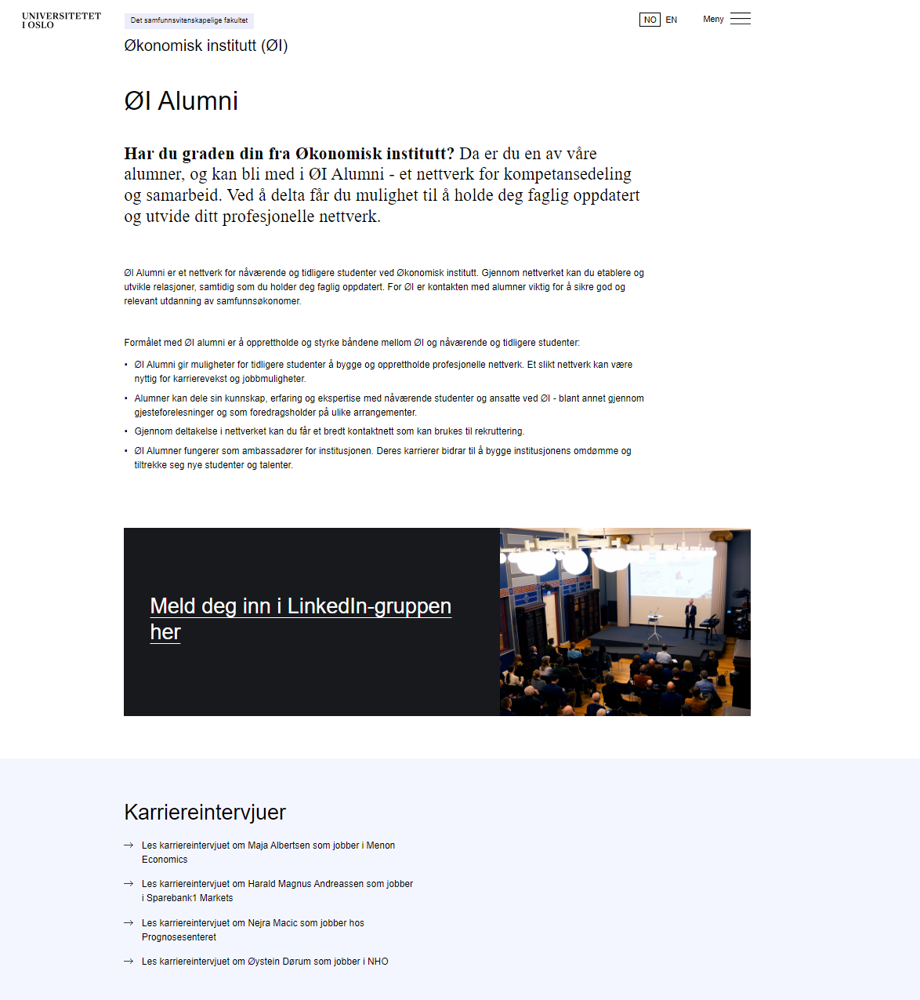 UNIVERSITETET
I OSLO
Det samfunnsvitenskapelige fakultet
NO EN Meny
Økonomisk institutt (ØI)
ØI Alumni
Har du graden din fra Økonomisk institutt? Da er du en av våre
alumner, og kan bli med i ØI Alumni - et nettverk for kompetansedeling
og samarbeid. Ved å delta får du mulighet til å holde deg faglig oppdatert
og utvide ditt profesjonelle nettverk.
ØI Alumni er et nettverk for nåværende og tidligere studenter ved Økonomisk institutt. Gjennom nettverket kan du etablere og
utvikle relasjoner, samtidig som du holder deg faglig oppdatert. For ØI er kontakten med alumner viktig for å sikre god og
relevant utdanning av samfunnsøkonomer.
Formålet med ØI alumni er å opprettholde og styrke båndene mellom ØI og nåværende og tidligere studenter:
▪ ØI Alumni gir muligheter for tidligere studenter å bygge og opprettholde profesjonelle nettverk. Et slikt nettverk kan være
nyttig for karrierevekst og jobbmuligheter.
▪ Alumner kan dele sin kunnskap, erfaring og ekspertise med nåværende studenter og ansatte ved ØI - blant annet gjennom
gjesteforelesninger og som foredragsholder på ulike arrangementer.
▪ Gjennom deltakelse i nettverket kan du får et bredt kontaktnett som kan brukes til rekruttering.
▪ ØI Alumner fungerer som ambassadører for institusjonen. Deres karrierer bidrar til å bygge institusjonens omdømme og
tiltrekke seg nye studenter og talenter.
Meld deg inn i LinkedIn-gruppen
her
Karriereintervjuer
→ Les karriereintervjuet om Maja Albertsen som jobber i Menon
Economics
→ Les karriereintervjuet om Harald Magnus Andreassen som jobber
i Sparebank1 Markets
→ Les karriereintervjuet om Nejra Macic som jobber hos
Prognosesenteret
→ Les karriereintervjuet om Øystein Dørum som jobber i NHO